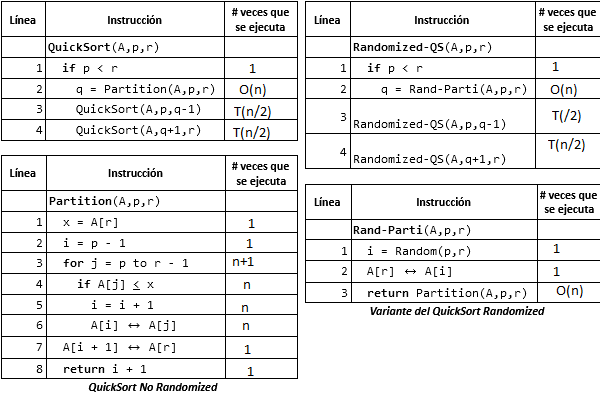 Línea Instrucción # veces que se ejecuta
QuickSort(A,p,r)
1 if p < r 1
2 q = Partition(A,p,r) O(n)
3 QuickSort(A,p,q-1) T(n/2)
4 QuickSort(A,q+1,r) T(n/2)
Línea Instrucción # veces que se ejecuta
Partition(A,p,r)
1 x = A[r] 1
2 i = p - 1 1
3 for j = p to r - 1 n+1
4 if A[j] ≤ x n
5 i = i + 1 n
6 A[i] ↔ A[j] n
7 A[i + 1] ↔ A[r] 1
8 return i + 1 1
QuickSort No Randomized
Línea Instrucción # veces que se ejecuta
Randomized-QS(A,p,r)
1 if p < r 1
2 q = Rand-Parti(A,p,r) O(n)
3 Randomized-QS(A,p,q-1) T(/2)
4 Randomized-QS(A,q+1,r) T(n/2)
Línea Instrucción # veces que se ejecuta
Rand-Parti(A,p,r)
1 i = Random(p,r) 1
2 A[r] ↔ A[i] 1
3 return Partition(A,p,r) O(n)
Variante del QuickSort Randomized